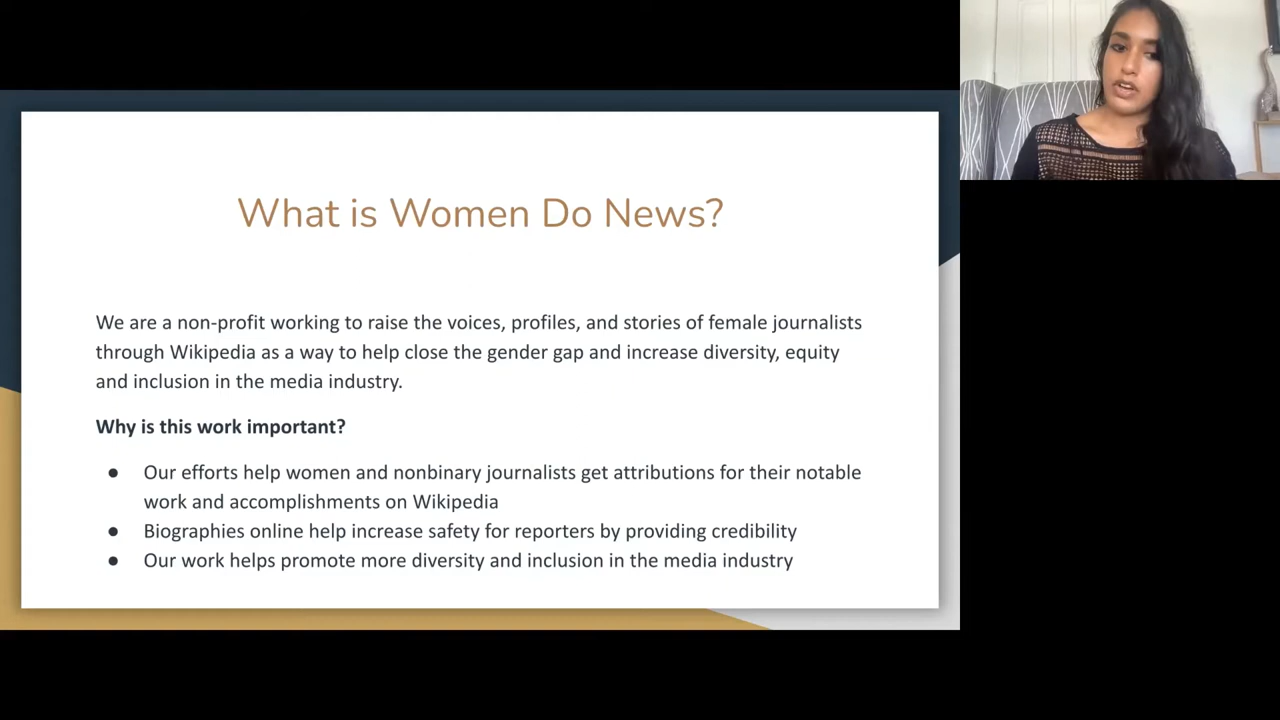 What is Women Do News?
We are a non-profit working to raise the voices, profiles, and stories of female journalists
through Wikipedia as a way to help close the gender gap and increase diversity, equity
and inclusion in the media industry.
Why is this work important?
● Our efforts help women and nonbinary journalists get attributions for their notable
work and accomplishments on Wikipedia
● Biographies online help increase safety for reporters by providing credibility
● Our work helps promote more diversity and inclusion in the media industry